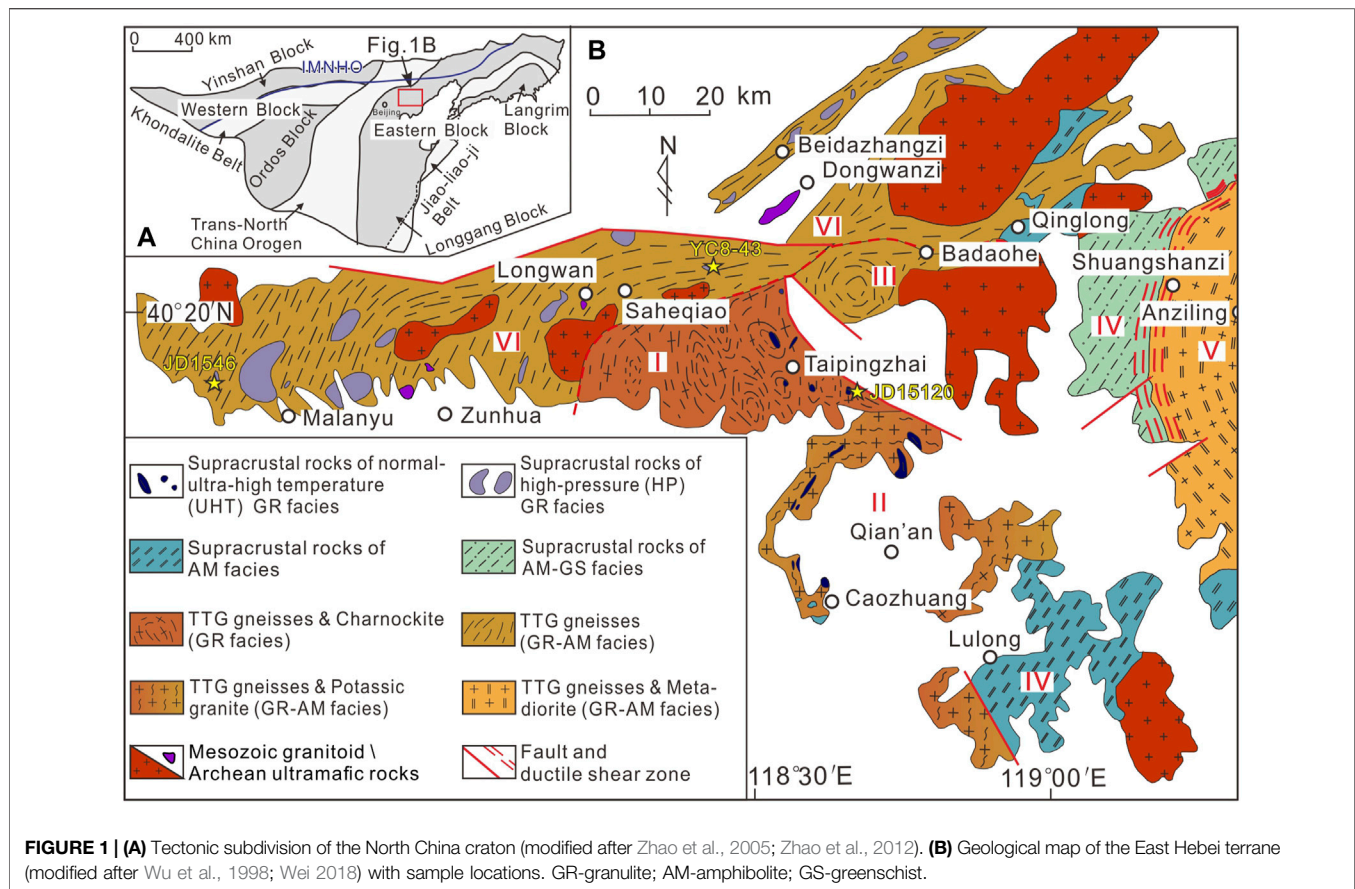 0 400 km
Fig.1B
Yinshan Block
IMNHO
Western Block
Khondalite Belt
Ordos Block
Beijing
Eastern Block
Langrim
Block
Jiao-liao-ji
Belt
Trans-North
China Orogen
Longgang Block
A
B
0 10 20 km
N
Beidazhangzi
Dongwanzi
VI
Qinglong
YC8-43
III
Badaohe
Shuangshanzi
Longwan
Saheqiao
40°20′N
IV
Anziling
VI
I
V
JD1546
Taipingzhai
JD15120
Malanyu
Zunhua
II
Qian'an
Caozhuang
Lulong
IV
118°30′E
119°00′E
Supracrustal rocks of normal-
ultra-high temperature
(UHT) GR facies
Supracrustal rocks of
high-pressure (HP)
GR facies
Supracrustal rocks of
AM facies
Supracrustal rocks of
AM-GS facies
TTG gneisses & Charnockite
(GR facies)
TTG gneisses
(GR-AM facies)
TTG gneisses & Potassic
granite (GR-AM facies)
TTG gneisses & Meta-
diorite (GR-AM facies)
Mesozoic granitoid \
Archean ultramafic rocks
Fault and
ductile shear zone
FIGURE 1 | (A) Tectonic subdivision of the North China craton (modified after Zhao et al., 2005; Zhao et al., 2012). (B) Geological map of the East Hebei terrane
(modified after Wu et al., 1998; Wei 2018) with sample locations. GR-granulite; AM-amphibolite; GS-greenschist.